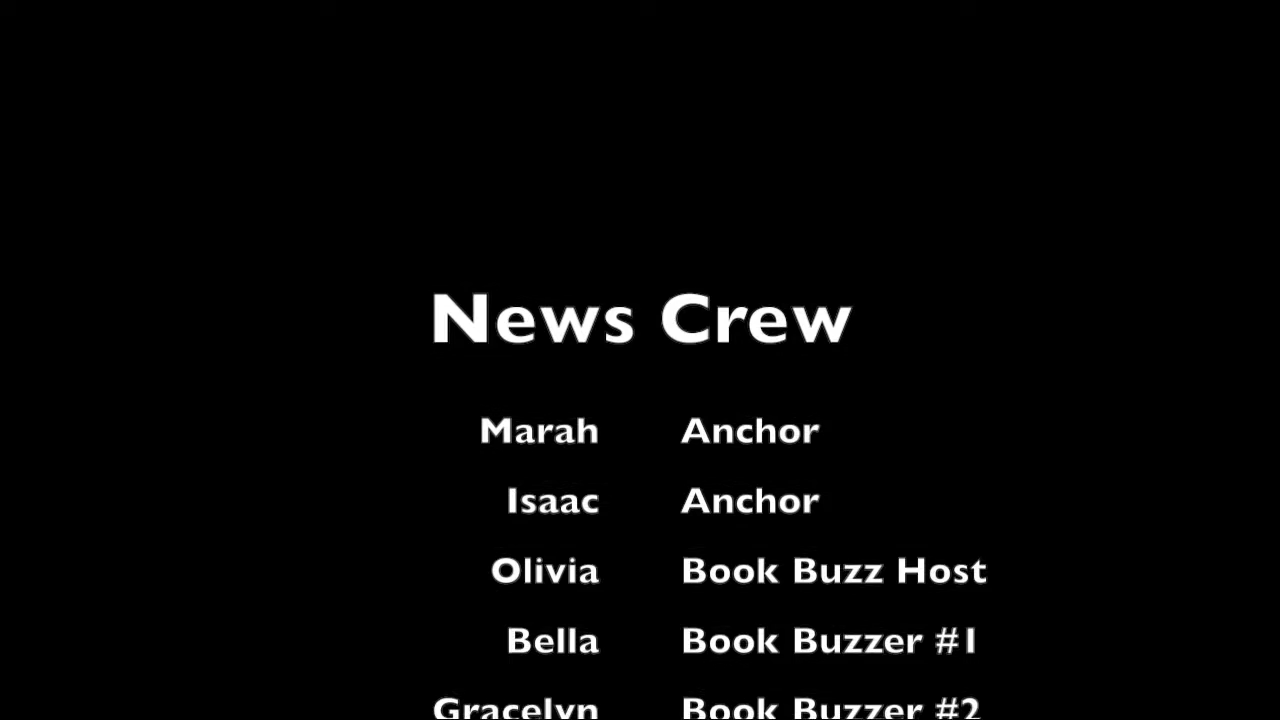 News Crew
Marah Anchor
Isaac Anchor
Olivia Book Buzz Host
Bella Book Buzzer #1
Gracelyn Book Buzzer #2